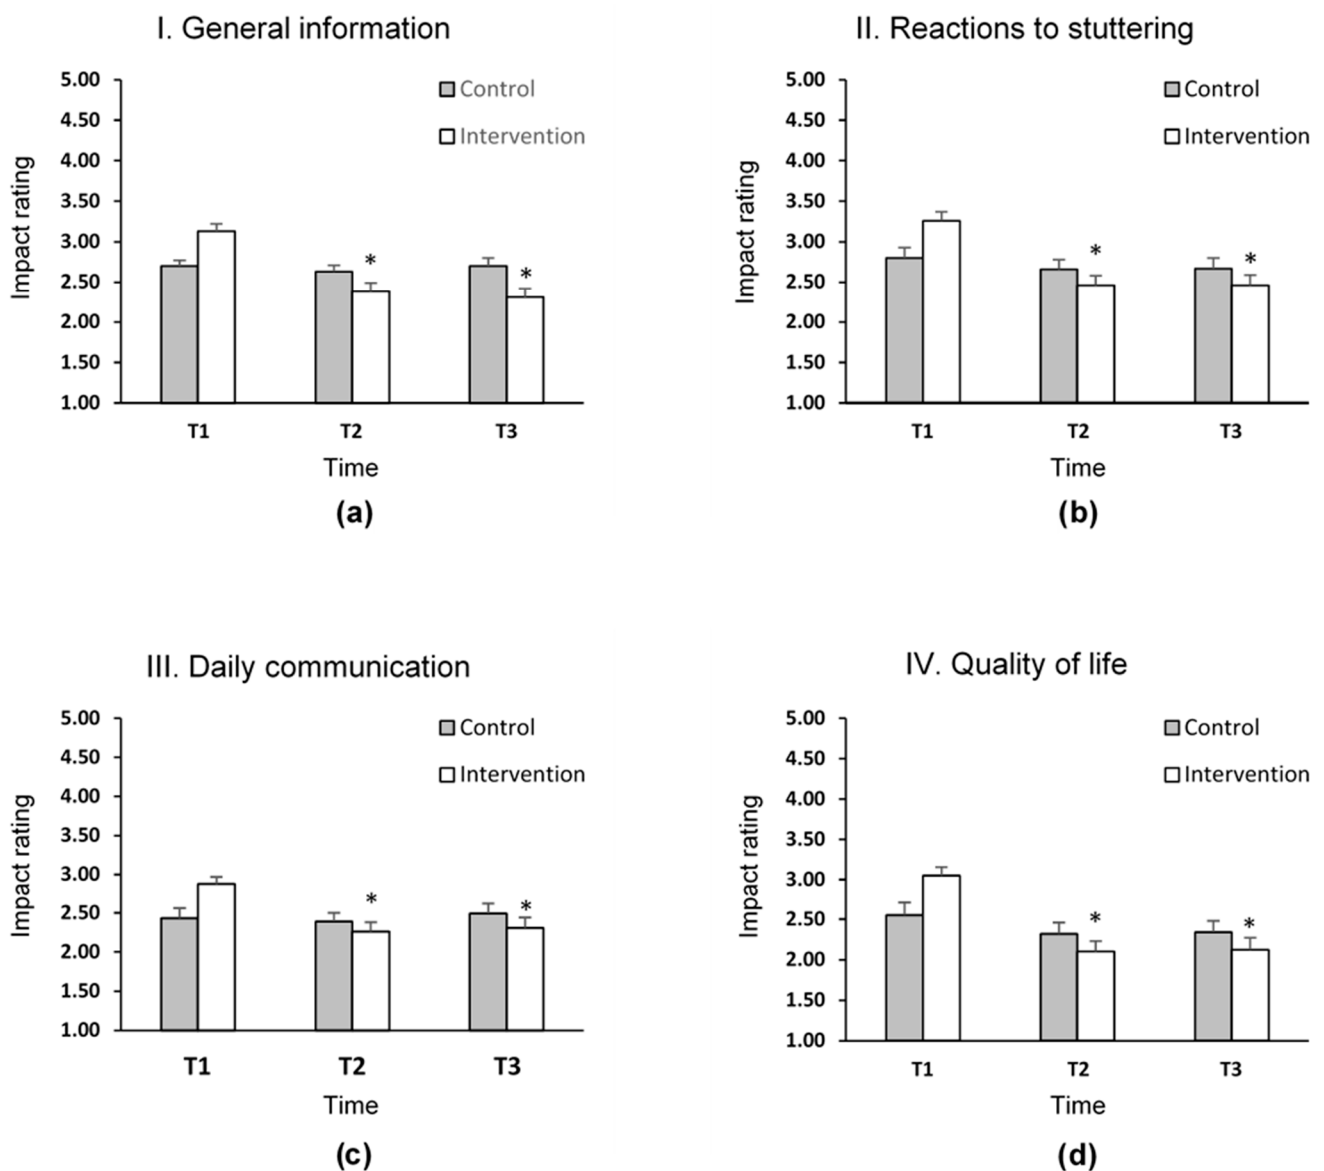 I. General information
5.00
4.50
4.00
3.50
3.00
2.50
2.00
1.50
1.00
Impact rating
Control
Intervention
*
*
T1 T2 T3
Time
(a)
II. Reactions to stuttering
5.00
4.50
4.00
3.50
3.00
2.50
2.00
1.50
1.00
Impact rating
Control
Intervention
*
*
T1 T2 T3
Time
(b)
III. Daily communication
5.00
4.50
4.00
3.50
3.00
2.50
2.00
1.50
1.00
Impact rating
Control
Intervention
*
*
T1 T2 T3
Time
(c)
IV. Quality of life
5.00
4.50
4.00
3.50
3.00
2.50
2.00
1.50
1.00
Impact rating
Control
Intervention
*
*
T1 T2 T3
Time
(d)